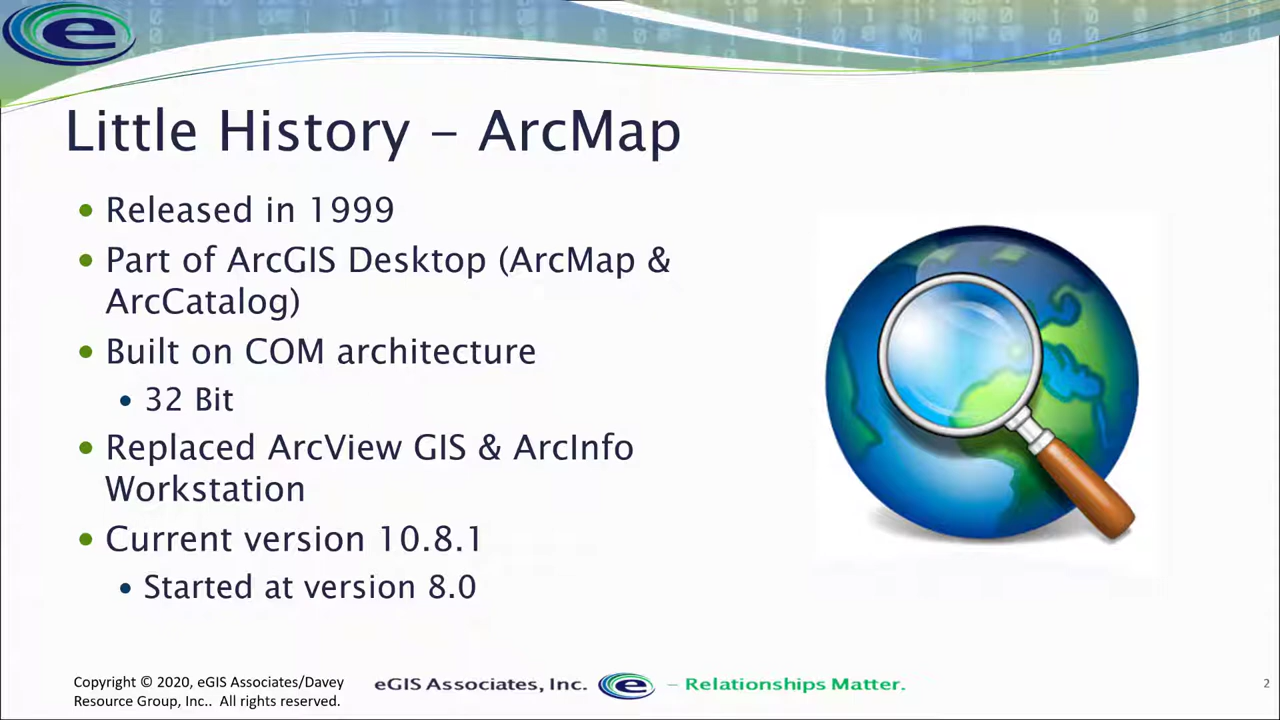 e
Little History – ArcMap
• Released in 1999
• Part of ArcGIS Desktop (ArcMap &
ArcCatalog)
• Built on COM architecture
• 32 Bit
• Replaced ArcView GIS & ArcInfo
Workstation
• Current version 10.8.1
• Started at version 8.0
Copyright © 2020, eGIS Associates/Davey
Resource Group, Inc.. All rights reserved.
eGIS Associates, Inc. e – Relationships Matter.
2